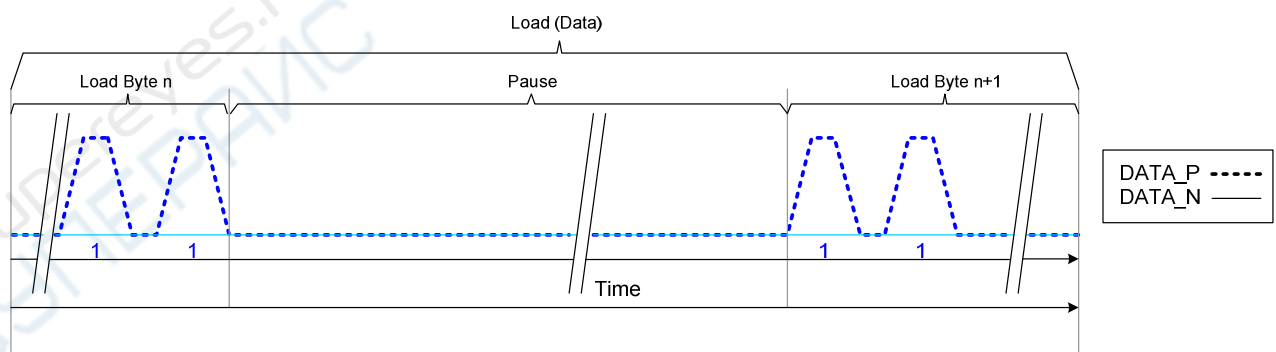 Load (Data)
Load Byte n
Pause
Load Byte n+1
DATA_P
DATA_N
1
1
1
1
Time